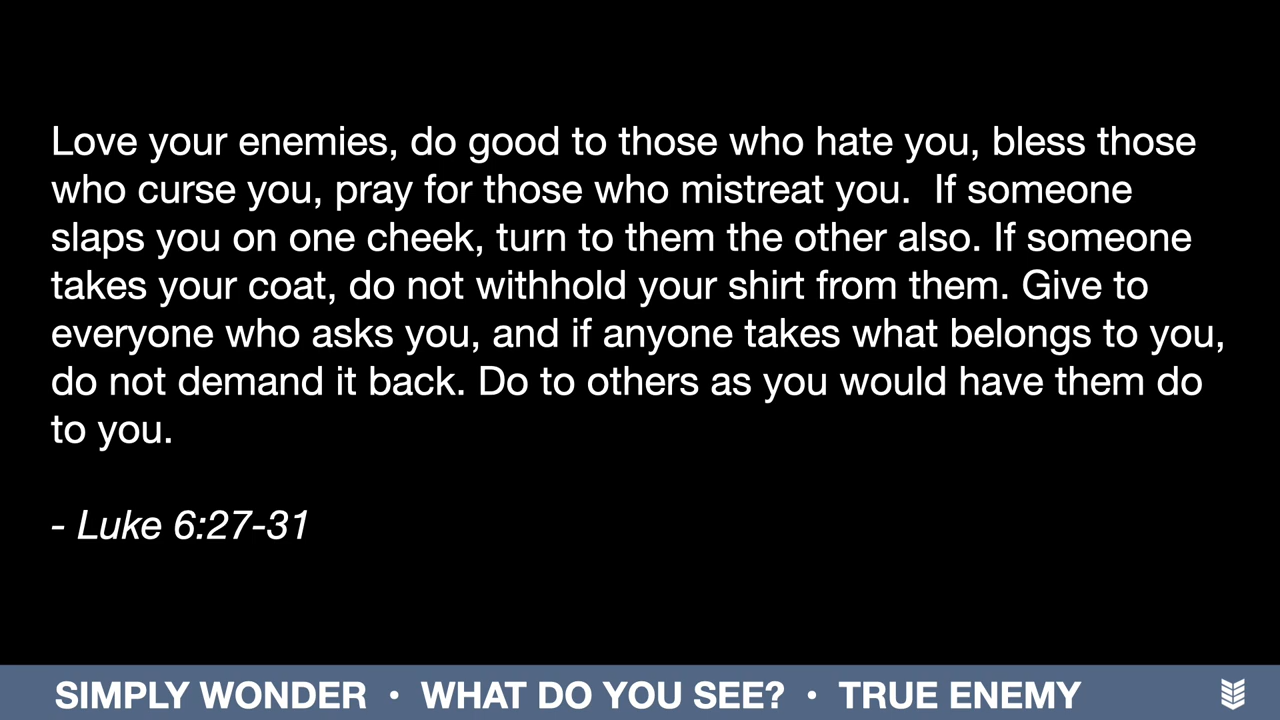 Love your enemies, do good to those who hate you, bless those
who curse you, pray for those who mistreat you.  If someone
slaps you on one cheek, turn to them the other also. If someone
takes your coat, do not withhold your shirt from them. Give to
everyone who asks you, and if anyone takes what belongs to you,
do not demand it back. Do to others as you would have them do
to you.
- Luke 6:27-31
SIMPLY WONDER • WHAT DO YOU SEE? • TRUE ENEMY